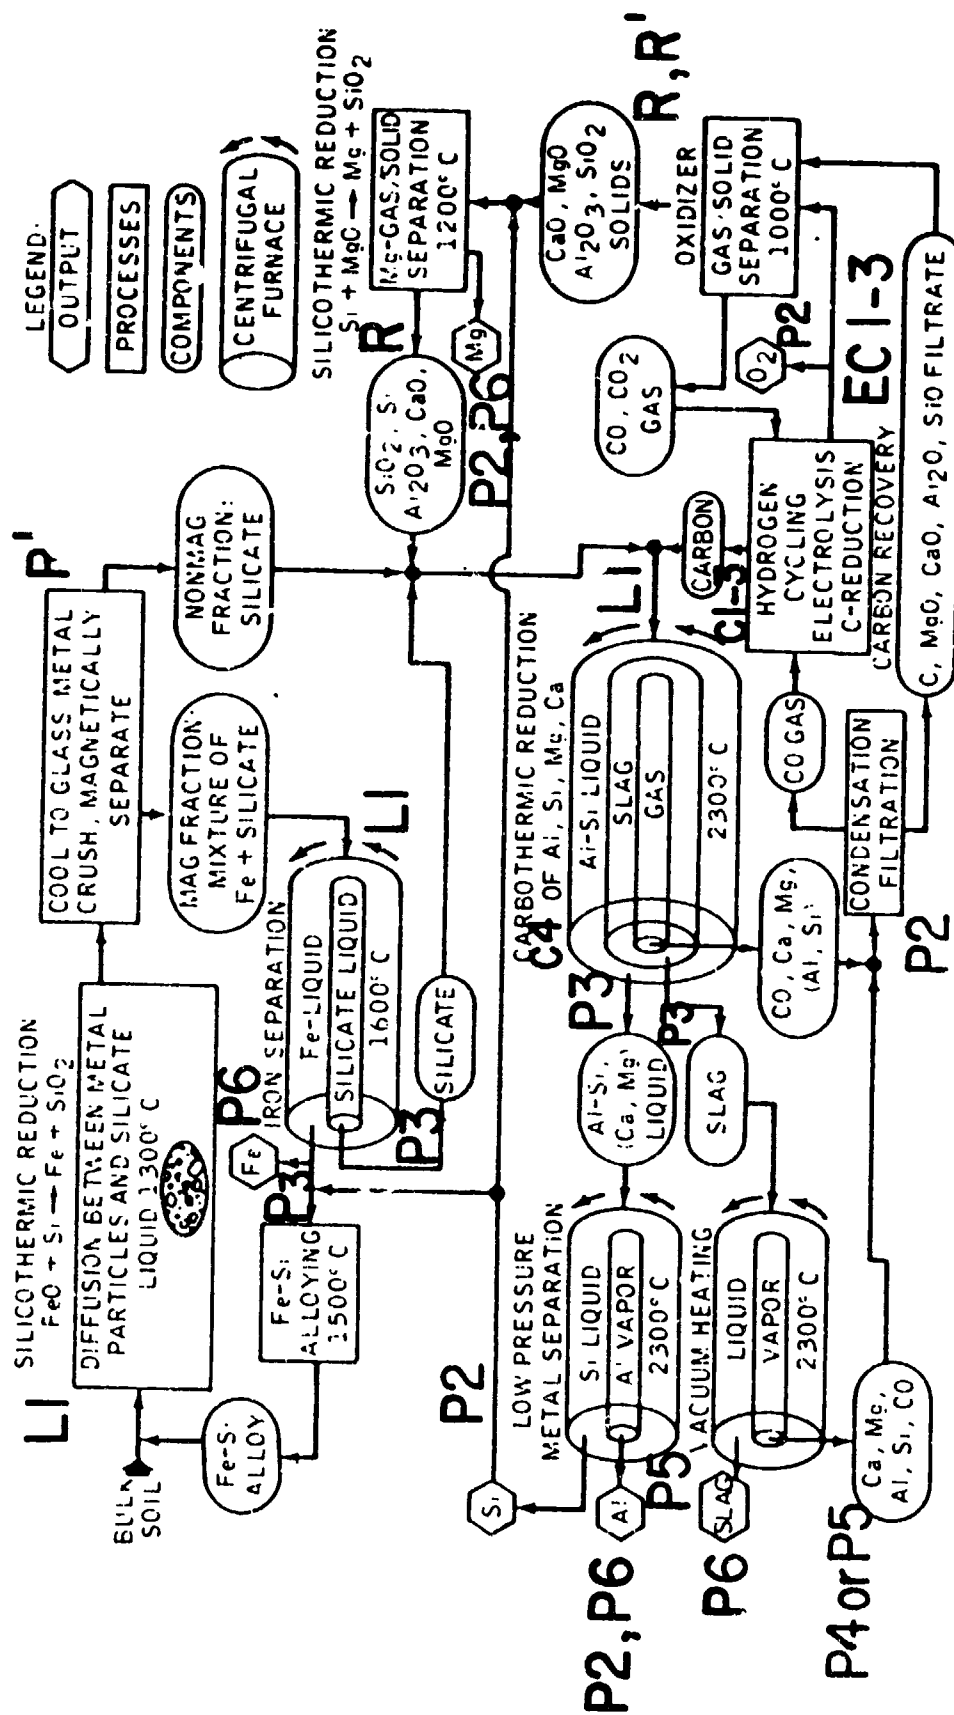 LEGEND:
OUTPUT
PROCESSES
COMPONENTS
CENTRIFUGAL
FURNACE
SILICOTHERMIC REDUCTION
FeO + Si → Fe + SiO2
LI
BULK
SOIL
DIFFUSION BETWEEN METAL
PARTICLES AND SILICATE
LIQUID 1300°C
COOL TO GLASS METAL
CRUSH, MAGNETICALLY
SEPARATE
P'
MAG FRACTION:
MIXTURE OF
Fe + SILICATE
NONMAG
FRACTION:
SILICATE
Fe-Si
ALLOY
Fe-Si
ALLOYING
1500°C
P3
Fe
P6
IRON SEPARATION
Fe-LIQUID
SILICATE LIQUID
1600°C
LI
P3
SILICATE
SILICOTHERMIC REDUCTION
Si + MgO → Mg + SiO2
Mg-GAS/SOLID
SEPARATION
1200°C
R
SiO2, Si
Al2O3, CaO,
MgO
Mg
P2, P6
P2
Si
LOW PRESSURE
METAL SEPARATION
Si LIQUID
Al VAPOR
2300°C
Al
P2, P6
P5
VACUUM HEATING
LIQUID
VAPOR
2300°C
SLAG
P6
P4 or P5
Ca, Mg,
Al, Si, CO
P3
Al-Si,
(Ca, Mg)
LIQUID
P3
SLAG
CARBOTHERMIC REDUCTION
C4 OF Al, Si, Mg, Ca
Al-Si LIQUID
SLAG
GAS
2300°C
LI
CO, Ca, Mg,
(Al, Si)
P2
CONDENSATION
FILTRATION
CO GAS
CARBON
CI-3
HYDROGEN
CYCLING
ELECTROLYSIS
C-REDUCTION
CARBON RECOVERY
ECI-3
CO, CO2
GAS
O2
P2
OXIDIZER
GAS/SOLID
SEPARATION
1000°C
CaO, MgO
Al2O3, SiO2
SOLIDS
R, R'
C, MgO, CaO, Al2O, SiO FILTRATE